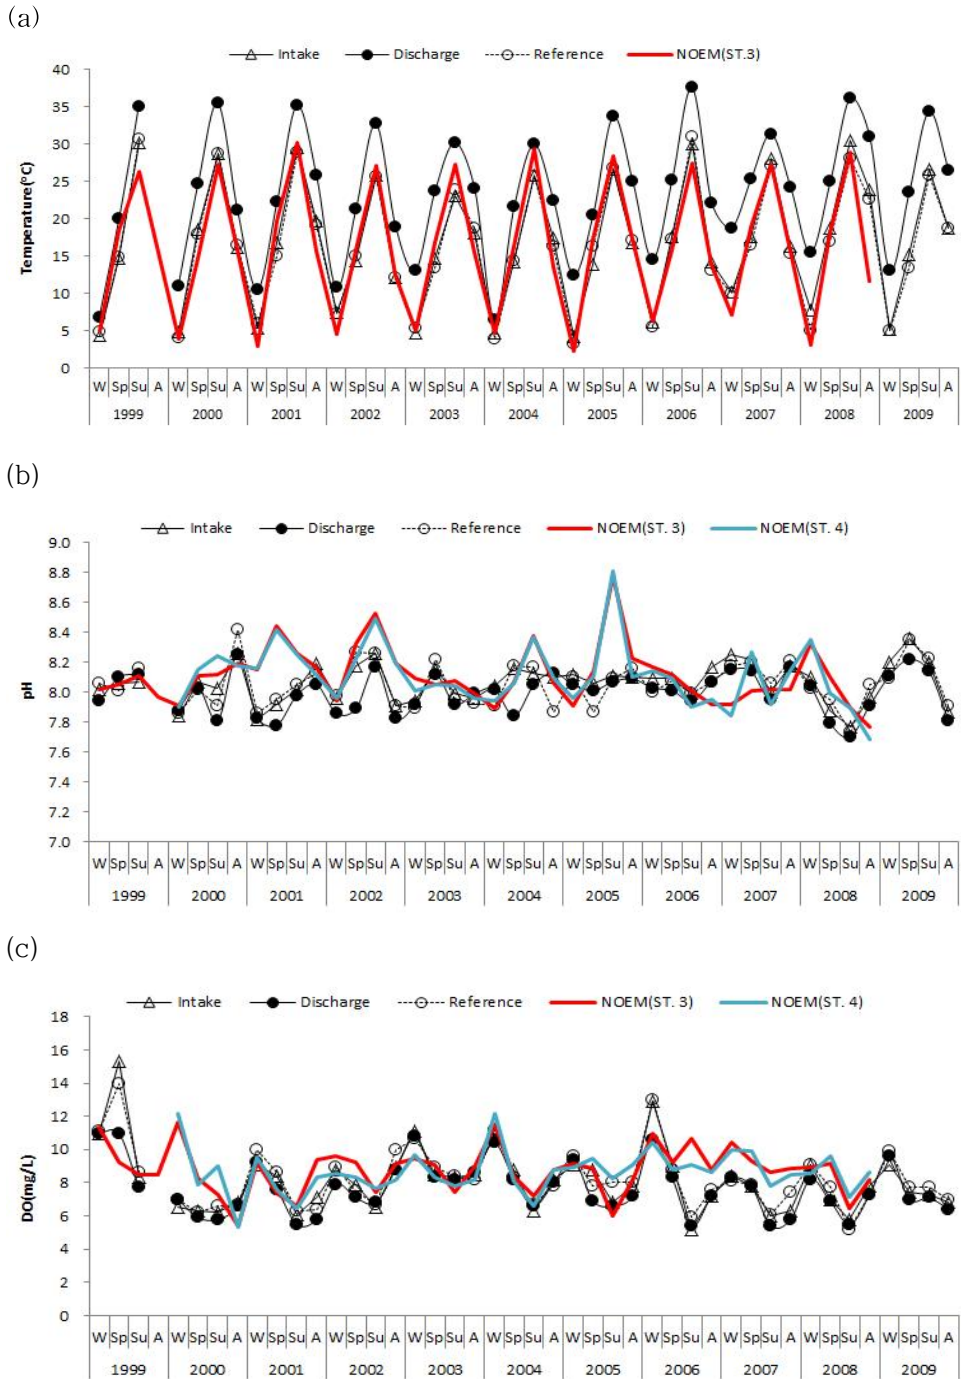 (a)
Intake Discharge Reference NOEM(ST.3)
40
35
30
25
20
15
10
5
0
Temperature(°C)
W Sp Su A W Sp Su A W Sp Su A W Sp Su A W Sp Su A W Sp Su A W Sp Su A W Sp Su A W Sp Su A W Sp Su A W Sp Su A
1999 2000 2001 2002 2003 2004 2005 2006 2007 2008 2009
(b)
Intake Discharge Reference NOEM(ST. 3) NOEM(ST. 4)
9.0
8.8
8.6
8.4
8.2
8.0
7.8
7.6
7.4
7.2
7.0
pH
W Sp Su A W Sp Su A W Sp Su A W Sp Su A W Sp Su A W Sp Su A W Sp Su A W Sp Su A W Sp Su A W Sp Su A W Sp Su A
1999 2000 2001 2002 2003 2004 2005 2006 2007 2008 2009
(c)
Intake Discharge Reference NOEM(ST. 3) NOEM(ST. 4)
18
16
14
12
10
8
6
4
2
0
DO(mg/L)
W Sp Su A W Sp Su A W Sp Su A W Sp Su A W Sp Su A W Sp Su A W Sp Su A W Sp Su A W Sp Su A W Sp Su A W Sp Su A
1999 2000 2001 2002 2003 2004 2005 2006 2007 2008 2009